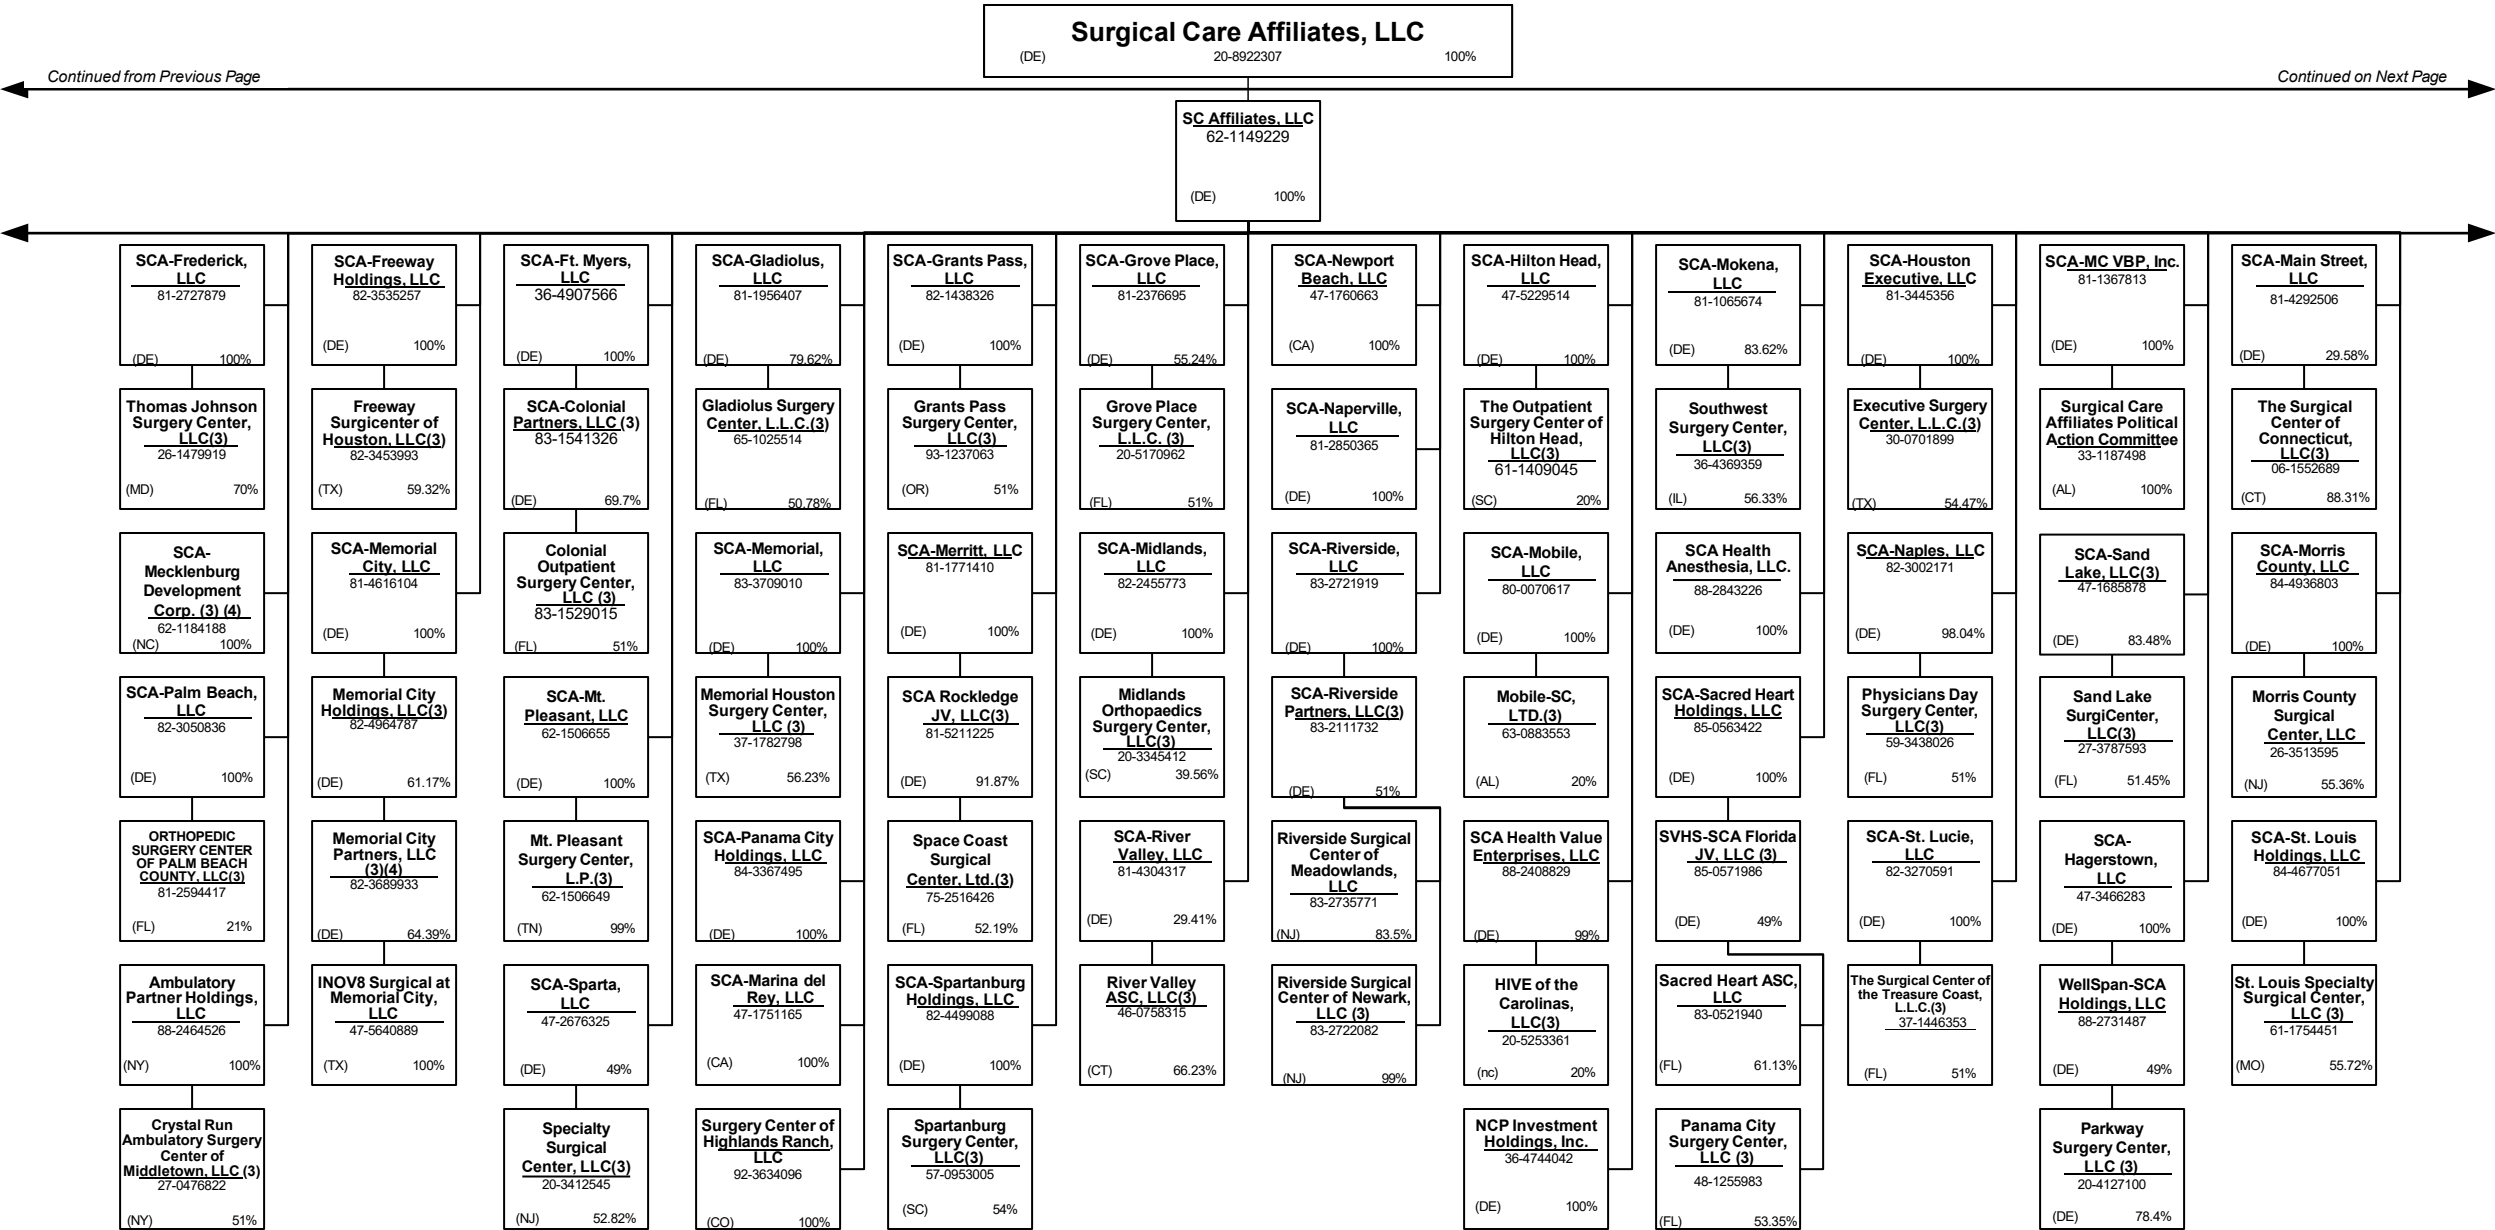 Surgical Care Affiliates, LLC
(DE) 20-8922307 100%
Continued from Previous Page
Continued on Next Page
SC Affiliates, LLC
62-1149229
(DE) 100%
SCA-Frederick,
LLC
81-2727879
(DE) 100%
Thomas Johnson
Surgery Center,
LLC(3)
26-1479919
(MD) 70%
SCA-
Mecklenburg
Development
Corp. (3) (4)
62-1184188
(NC) 100%
SCA-Palm Beach,
LLC
82-3050836
(DE) 100%
ORTHOPEDIC
SURGERY CENTER
OF PALM BEACH
COUNTY, LLC(3)
81-2594417
(FL) 21%
Ambulatory
Partner Holdings,
LLC
88-2464526
(NY) 100%
Crystal Run
Ambulatory Surgery
Center of
Middletown, LLC (3)
27-0476822
(NY) 51%
SCA-Freeway
Holdings, LLC
82-3535257
(DE) 100%
Freeway
Surgicenter of
Houston, LLC(3)
82-3453993
(TX) 59.32%
SCA-Memorial
City, LLC
81-4616104
(DE) 100%
Memorial City
Holdings, LLC(3)
82-4964787
(DE) 61.17%
Memorial City
Partners, LLC
(3)(4)
82-3689933
(DE) 64.39%
INOV8 Surgical at
Memorial City,
LLC
47-5640889
(TX) 100%
SCA-Ft. Myers,
LLC
36-4907566
(DE) 100%
SCA-Colonial
Partners, LLC (3)
83-1541326
(DE) 69.7%
Colonial
Outpatient
Surgery Center,
LLC (3)
83-1529015
(FL) 51%
SCA-Mt.
Pleasant, LLC
62-1506655
(DE) 100%
Mt. Pleasant
Surgery Center,
L.P.(3)
62-1506649
(TN) 99%
SCA-Sparta,
LLC
47-2676325
(DE) 49%
Specialty
Surgical
Center, LLC(3)
20-3412545
(NJ) 52.82%
SCA-Gladiolus,
LLC
81-1956407
(DE) 79.62%
Gladiolus Surgery
Center, L.L.C.(3)
65-1025514
(FL) 50.78%
SCA-Memorial,
LLC
83-3709010
(DE) 100%
Memorial Houston
Surgery Center,
LLC (3)
37-1782798
(TX) 56.23%
SCA-Panama City
Holdings, LLC
84-3367495
(DE) 100%
SCA-Marina del
Rey, LLC
47-1751165
(CA) 100%
Surgery Center of
Highlands Ranch,
LLC
92-3634096
(CO) 100%
SCA-Grants Pass,
LLC
82-1438326
(DE) 100%
Grants Pass
Surgery Center,
LLC(3)
93-1237063
(OR) 51%
SCA-Merritt, LLC
81-1771410
(DE) 100%
SCA Rockledge
JV, LLC(3)
81-5211225
(DE) 91.87%
Space Coast
Surgical
Center, Ltd.(3)
75-2516426
(FL) 52.19%
SCA-Spartanburg
Holdings, LLC
82-4499088
(DE) 100%
Spartanburg
Surgery Center,
LLC(3)
57-0953005
(SC) 54%
SCA-Grove Place,
LLC
81-2376695
(DE) 55.24%
Grove Place
Surgery Center,
L.L.C. (3)
20-5170962
(FL) 51%
SCA-Midlands,
LLC
82-2455773
(DE) 100%
Midlands
Orthopaedics
Surgery Center,
LLC(3)
20-3345412
(SC) 39.56%
SCA-River
Valley, LLC
81-4304317
(DE) 29.41%
River Valley
ASC, LLC(3)
46-0758315
(CT) 66.23%
SCA-Newport
Beach, LLC
47-1760663
(CA) 100%
SCA-Naperville,
LLC
81-2850365
(DE) 100%
SCA-Riverside,
LLC
83-2721919
(DE) 100%
SCA-Riverside
Partners, LLC(3)
83-2111732
(DE) 51%
Riverside Surgical
Center of
Meadowlands,
LLC
83-2735771
(NJ) 83.5%
Riverside Surgical
Center of Newark,
LLC (3)
83-2722082
(NJ) 99%
SCA-Hilton Head,
LLC
47-5229514
(DE) 100%
The Outpatient
Surgery Center of
Hilton Head,
LLC(3)
61-1409045
(SC) 20%
SCA-Mobile,
LLC
80-0070617
(DE) 100%
Mobile-SC,
LTD.(3)
63-0883553
(AL) 20%
SCA Health Value
Enterprises, LLC
88-2408829
(DE) 99%
HIVE of the
Carolinas,
LLC(3)
20-5253361
(nc) 20%
NCP Investment
Holdings, Inc.
36-4744042
(DE) 100%
SCA-Mokena,
LLC
81-1065674
(DE) 83.62%
Southwest
Surgery Center,
LLC(3)
36-4369359
(IL) 56.33%
SCA Health
Anesthesia, LLC.
88-2843226
(DE) 100%
SCA-Sacred Heart
Holdings, LLC
85-0563422
(DE) 100%
SVHS-SCA Florida
JV, LLC (3)
85-0571986
(DE) 49%
Sacred Heart ASC,
LLC
83-0521940
(FL) 61.13%
Panama City
Surgery Center,
LLC (3)
48-1255983
(FL) 53.35%
SCA-Houston
Executive, LLC
81-3445356
(DE) 100%
Executive Surgery
Center, L.L.C.(3)
30-0701899
(TX) 54.47%
SCA-Naples, LLC
82-3002171
(DE) 98.04%
Physicians Day
Surgery Center,
LLC(3)
59-3438026
(FL) 51%
SCA-St. Lucie,
LLC
82-3270591
(DE) 100%
The Surgical Center of
the Treasure Coast,
L.L.C.(3)
37-1446353
(FL) 51%
SCA-MC VBP, Inc.
81-1367813
(DE) 100%
Surgical Care
Affiliates Political
Action Committee
33-1187498
(AL) 100%
SCA-Sand
Lake, LLC(3)
47-1685878
(DE) 83.48%
Sand Lake
SurgiCenter,
LLC(3)
27-3787593
(FL) 51.45%
SCA-
Hagerstown,
LLC
47-3466283
(DE) 100%
WellSpan-SCA
Holdings, LLC
88-2731487
(DE) 49%
Parkway
Surgery Center,
LLC (3)
20-4127100
(DE) 78.4%
SCA-Main Street,
LLC
81-4292506
(DE) 29.58%
The Surgical
Center of
Connecticut,
LLC(3)
06-1552689
(CT) 88.31%
SCA-Morris
County, LLC
84-4936803
(DE) 100%
Morris County
Surgical
Center, LLC
26-3513595
(NJ) 55.36%
SCA-St. Louis
Holdings, LLC
84-4677051
(DE) 100%
St. Louis Specialty
Surgical Center,
LLC (3)
61-1754451
(MO) 55.72%